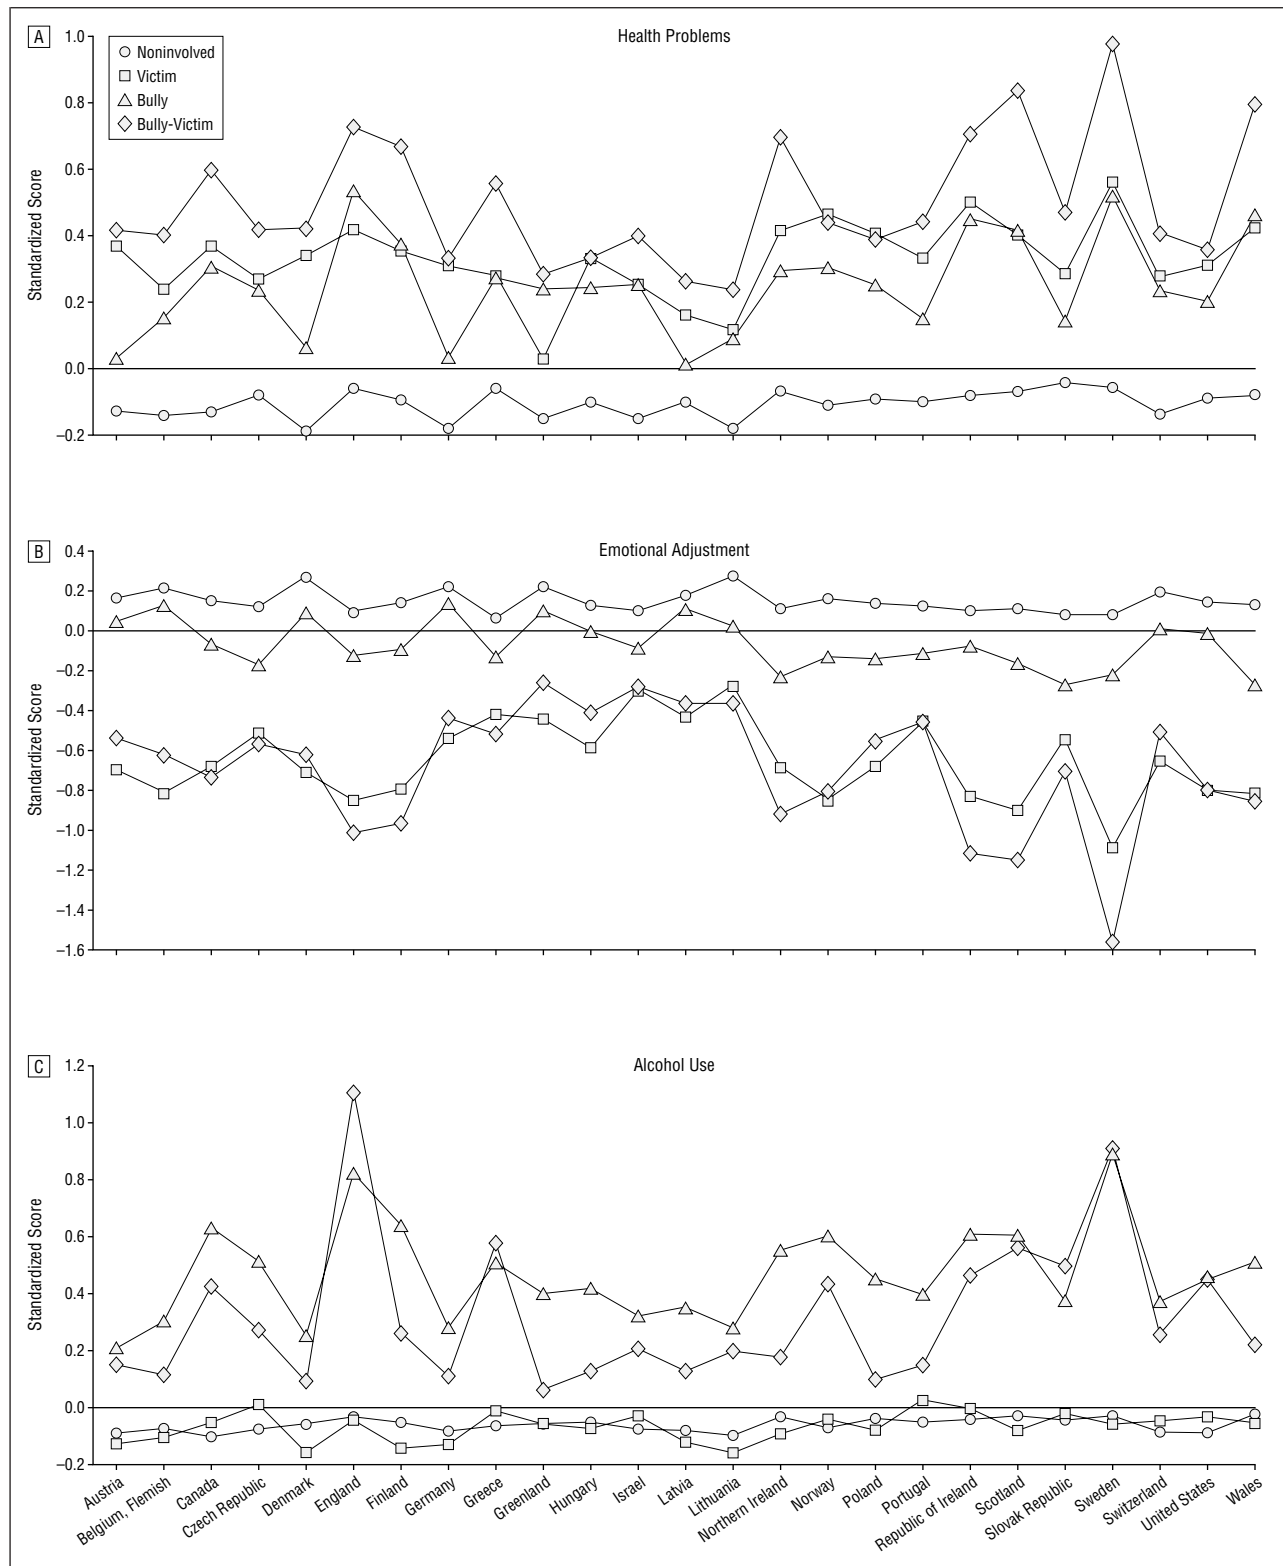 A
Health Problems
Noninvolved
Victim
Bully
Bully-Victim
Standardized Score
1.0
0.8
0.6
0.4
0.2
0.0
–0.2
B
Emotional Adjustment
Standardized Score
0.4
0.2
0.0
–0.2
–0.4
–0.6
–0.8
–1.0
–1.2
–1.4
–1.6
C
Alcohol Use
Standardized Score
1.2
1.0
0.8
0.6
0.4
0.2
0.0
–0.2
Austria
Belgium, Flemish
Canada
Czech Republic
Denmark
England
Finland
Germany
Greece
Greenland
Hungary
Israel
Latvia
Lithuania
Northern Ireland
Norway
Poland
Portugal
Republic of Ireland
Scotland
Slovak Republic
Sweden
Switzerland
United States
Wales